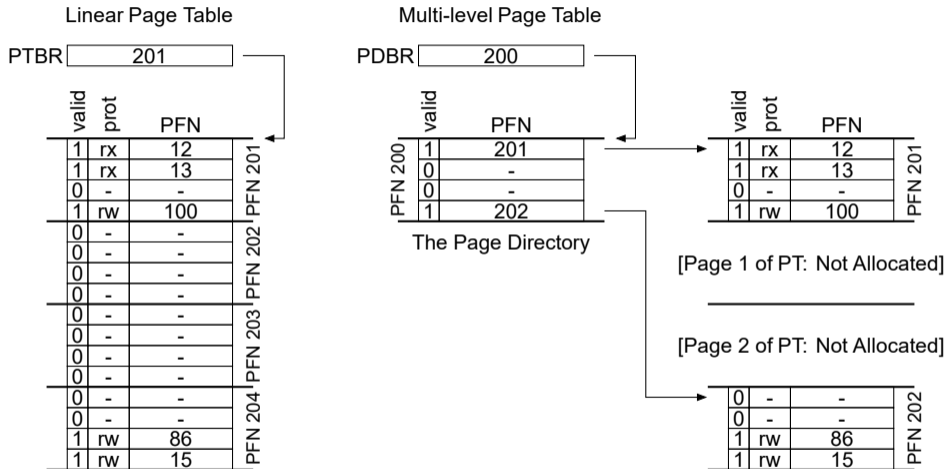 Linear Page Table
PTBR 201
valid prot PFN
1 rx 12
1 rx 13
0 - -
1 rw 100
PFN 201
0 - -
0 - -
0 - -
0 - -
PFN 202
0 - -
0 - -
0 - -
0 - -
PFN 203
0 - -
0 - -
1 rw 86
1 rw 15
PFN 204
Multi-level Page Table
PDBR 200
valid PFN
PFN 200
1 201
0 -
0 -
1 202
The Page Directory
valid prot PFN
1 rx 12
1 rx 13
0 - -
1 rw 100
PFN 201
[Page 1 of PT: Not Allocated]
[Page 2 of PT: Not Allocated]
0 - -
0 - -
1 rw 86
1 rw 15
PFN 202